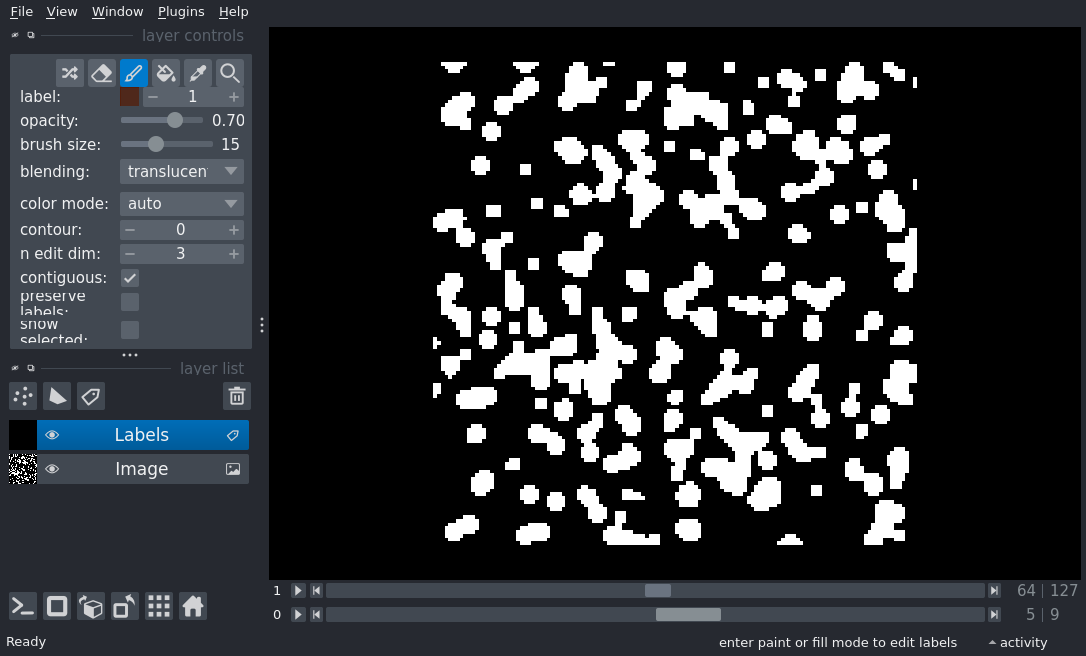 File View Window Plugins Help
layer controls
label: 1
opacity: 0.70
brush size: 15
blending: translucen
color mode: auto
contour: 0
n edit dim: 3
contiguous:
preserve
labels:
show
selected:
layer list
Labels
Image
1 64 | 127
0 5 | 9
Ready enter paint or fill mode to edit labels activity